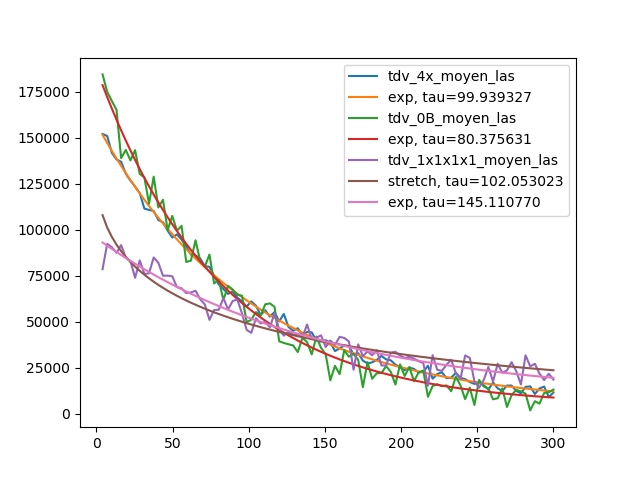 tdv_4x_moyen_las
exp, tau=99.939327
tdv_0B_moyen_las
exp, tau=80.375631
tdv_1x1x1x1_moyen_las
stretch, tau=102.053023
exp, tau=145.110770
175000
150000
125000
100000
75000
50000
25000
0
0 50 100 150 200 250 300